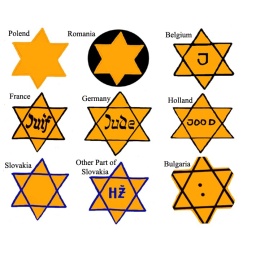 Polend
Romania
Belgium
J
France
Germany
Holland
Juif
Jude
JOOD
Slovakia
Other Part of
Slovakia
Bulgaria
HŽ